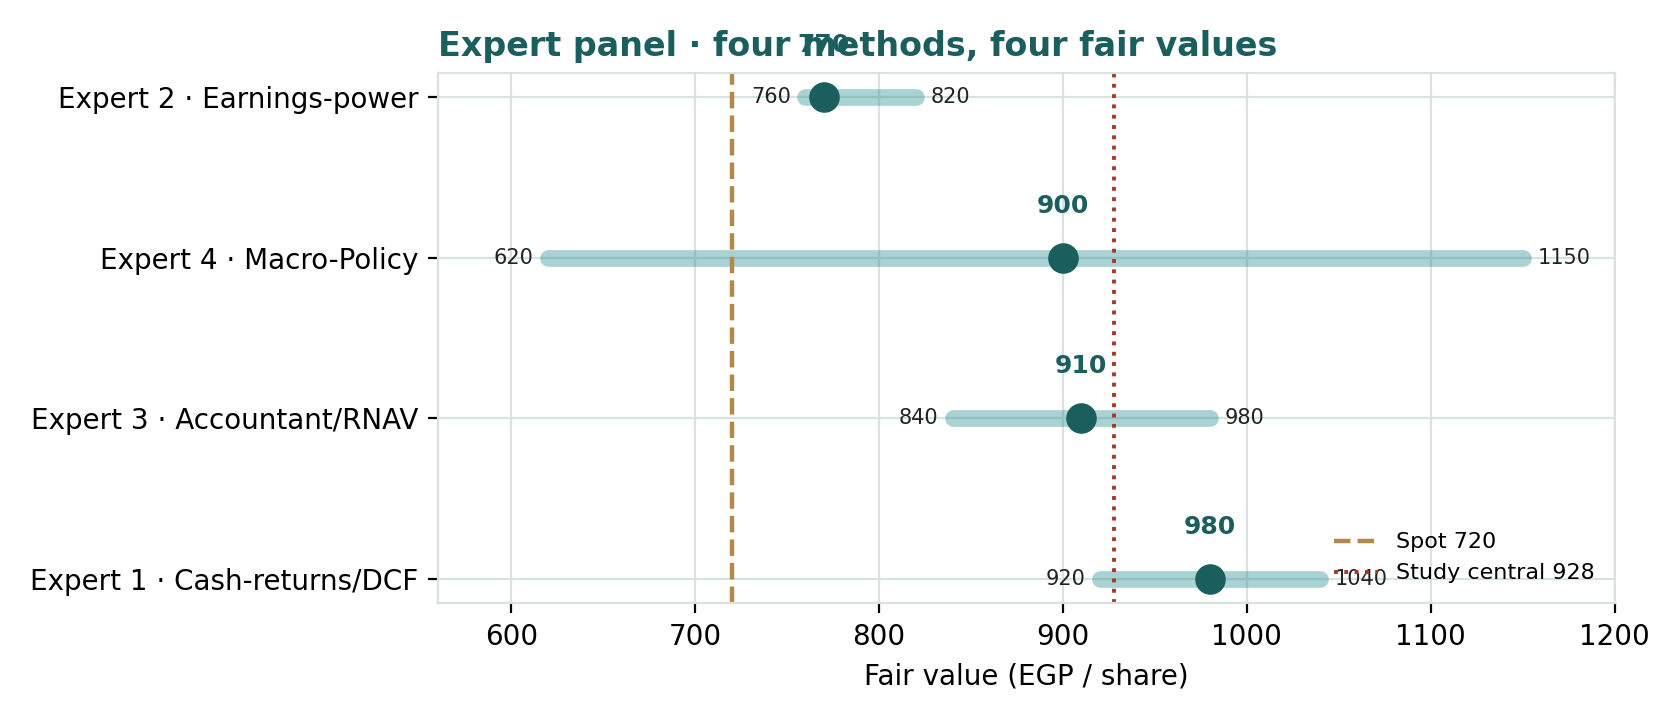 Expert panel · four methods, four fair values
770
Expert 2 · Earnings-power
760
820
900
Expert 4 · Macro-Policy
620
1150
910
Expert 3 · Accountant/RNAV
840
980
980
Expert 1 · Cash-returns/DCF
920
1040
Spot 720
Study central 928
600 700 800 900 1000 1100 1200
Fair value (EGP / share)